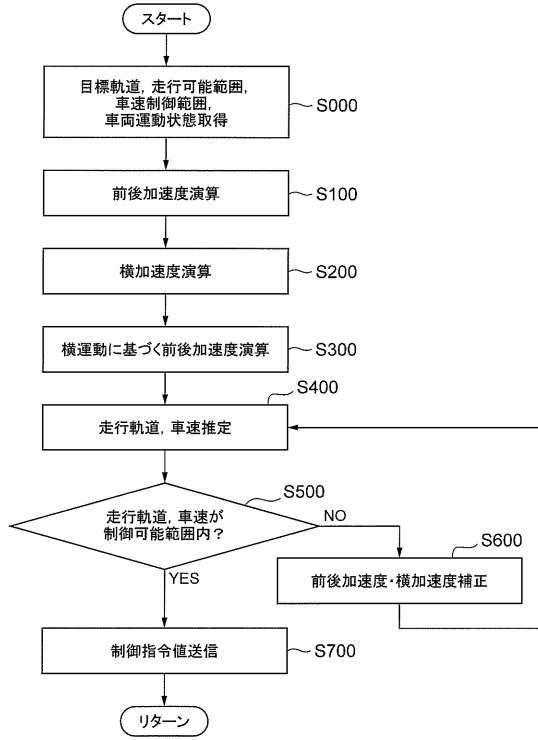 スタート
目標軌道，走行可能範囲，
車速制御範囲，
車両運動状態取得
S000
前後加速度演算
S100
横加速度演算
S200
横運動に基づく前後加速度演算
S300
S400
走行軌道，車速推定
S500
走行軌道，車速が
制御可能範囲内？
NO
YES
S600
前後加速度・横加速度補正
制御指令値送信
S700
リターン